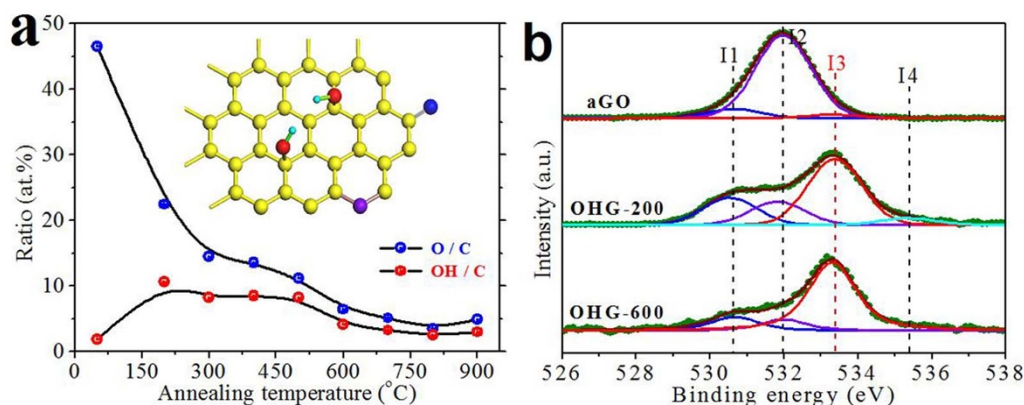 a
50
40
30
20
10
0
Ratio (at.%)
O / C
OH / C
0 150 300 450 600 750 900
Annealing temperature (°C)
b
I1
I2
I3
I4
aGO
OHG-200
OHG-600
Intensity (a.u.)
526 528 530 532 534 536 538
Binding energy (eV)